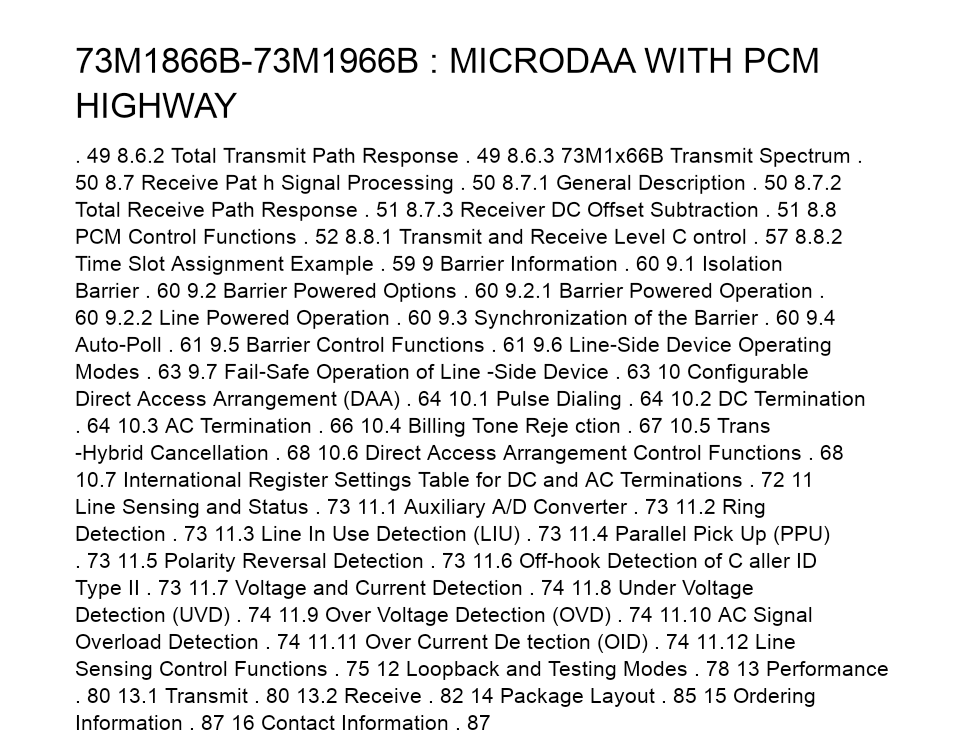 73M1866B-73M1966B : MICRODAA WITH PCM
HIGHWAY
. 49 8.6.2 Total Transmit Path Response . 49 8.6.3 73M1x66B Transmit Spectrum .
50 8.7 Receive Pat h Signal Processing . 50 8.7.1 General Description . 50 8.7.2
Total Receive Path Response . 51 8.7.3 Receiver DC Offset Subtraction . 51 8.8
PCM Control Functions . 52 8.8.1 Transmit and Receive Level C ontrol . 57 8.8.2
Time Slot Assignment Example . 59 9 Barrier Information . 60 9.1 Isolation
Barrier . 60 9.2 Barrier Powered Options . 60 9.2.1 Barrier Powered Operation .
60 9.2.2 Line Powered Operation . 60 9.3 Synchronization of the Barrier . 60 9.4
Auto-Poll . 61 9.5 Barrier Control Functions . 61 9.6 Line-Side Device Operating
Modes . 63 9.7 Fail-Safe Operation of Line -Side Device . 63 10 Configurable
Direct Access Arrangement (DAA) . 64 10.1 Pulse Dialing . 64 10.2 DC Termination
. 64 10.3 AC Termination . 66 10.4 Billing Tone Reje ction . 67 10.5 Trans
-Hybrid Cancellation . 68 10.6 Direct Access Arrangement Control Functions . 68
10.7 International Register Settings Table for DC and AC Terminations . 72 11
Line Sensing and Status . 73 11.1 Auxiliary A/D Converter . 73 11.2 Ring
Detection . 73 11.3 Line In Use Detection (LIU) . 73 11.4 Parallel Pick Up (PPU)
. 73 11.5 Polarity Reversal Detection . 73 11.6 Off-hook Detection of C aller ID
Type II . 73 11.7 Voltage and Current Detection . 74 11.8 Under Voltage
Detection (UVD) . 74 11.9 Over Voltage Detection (OVD) . 74 11.10 AC Signal
Overload Detection . 74 11.11 Over Current De tection (OID) . 74 11.12 Line
Sensing Control Functions . 75 12 Loopback and Testing Modes . 78 13 Performance
. 80 13.1 Transmit . 80 13.2 Receive . 82 14 Package Layout . 85 15 Ordering
Information . 87 16 Contact Information . 87